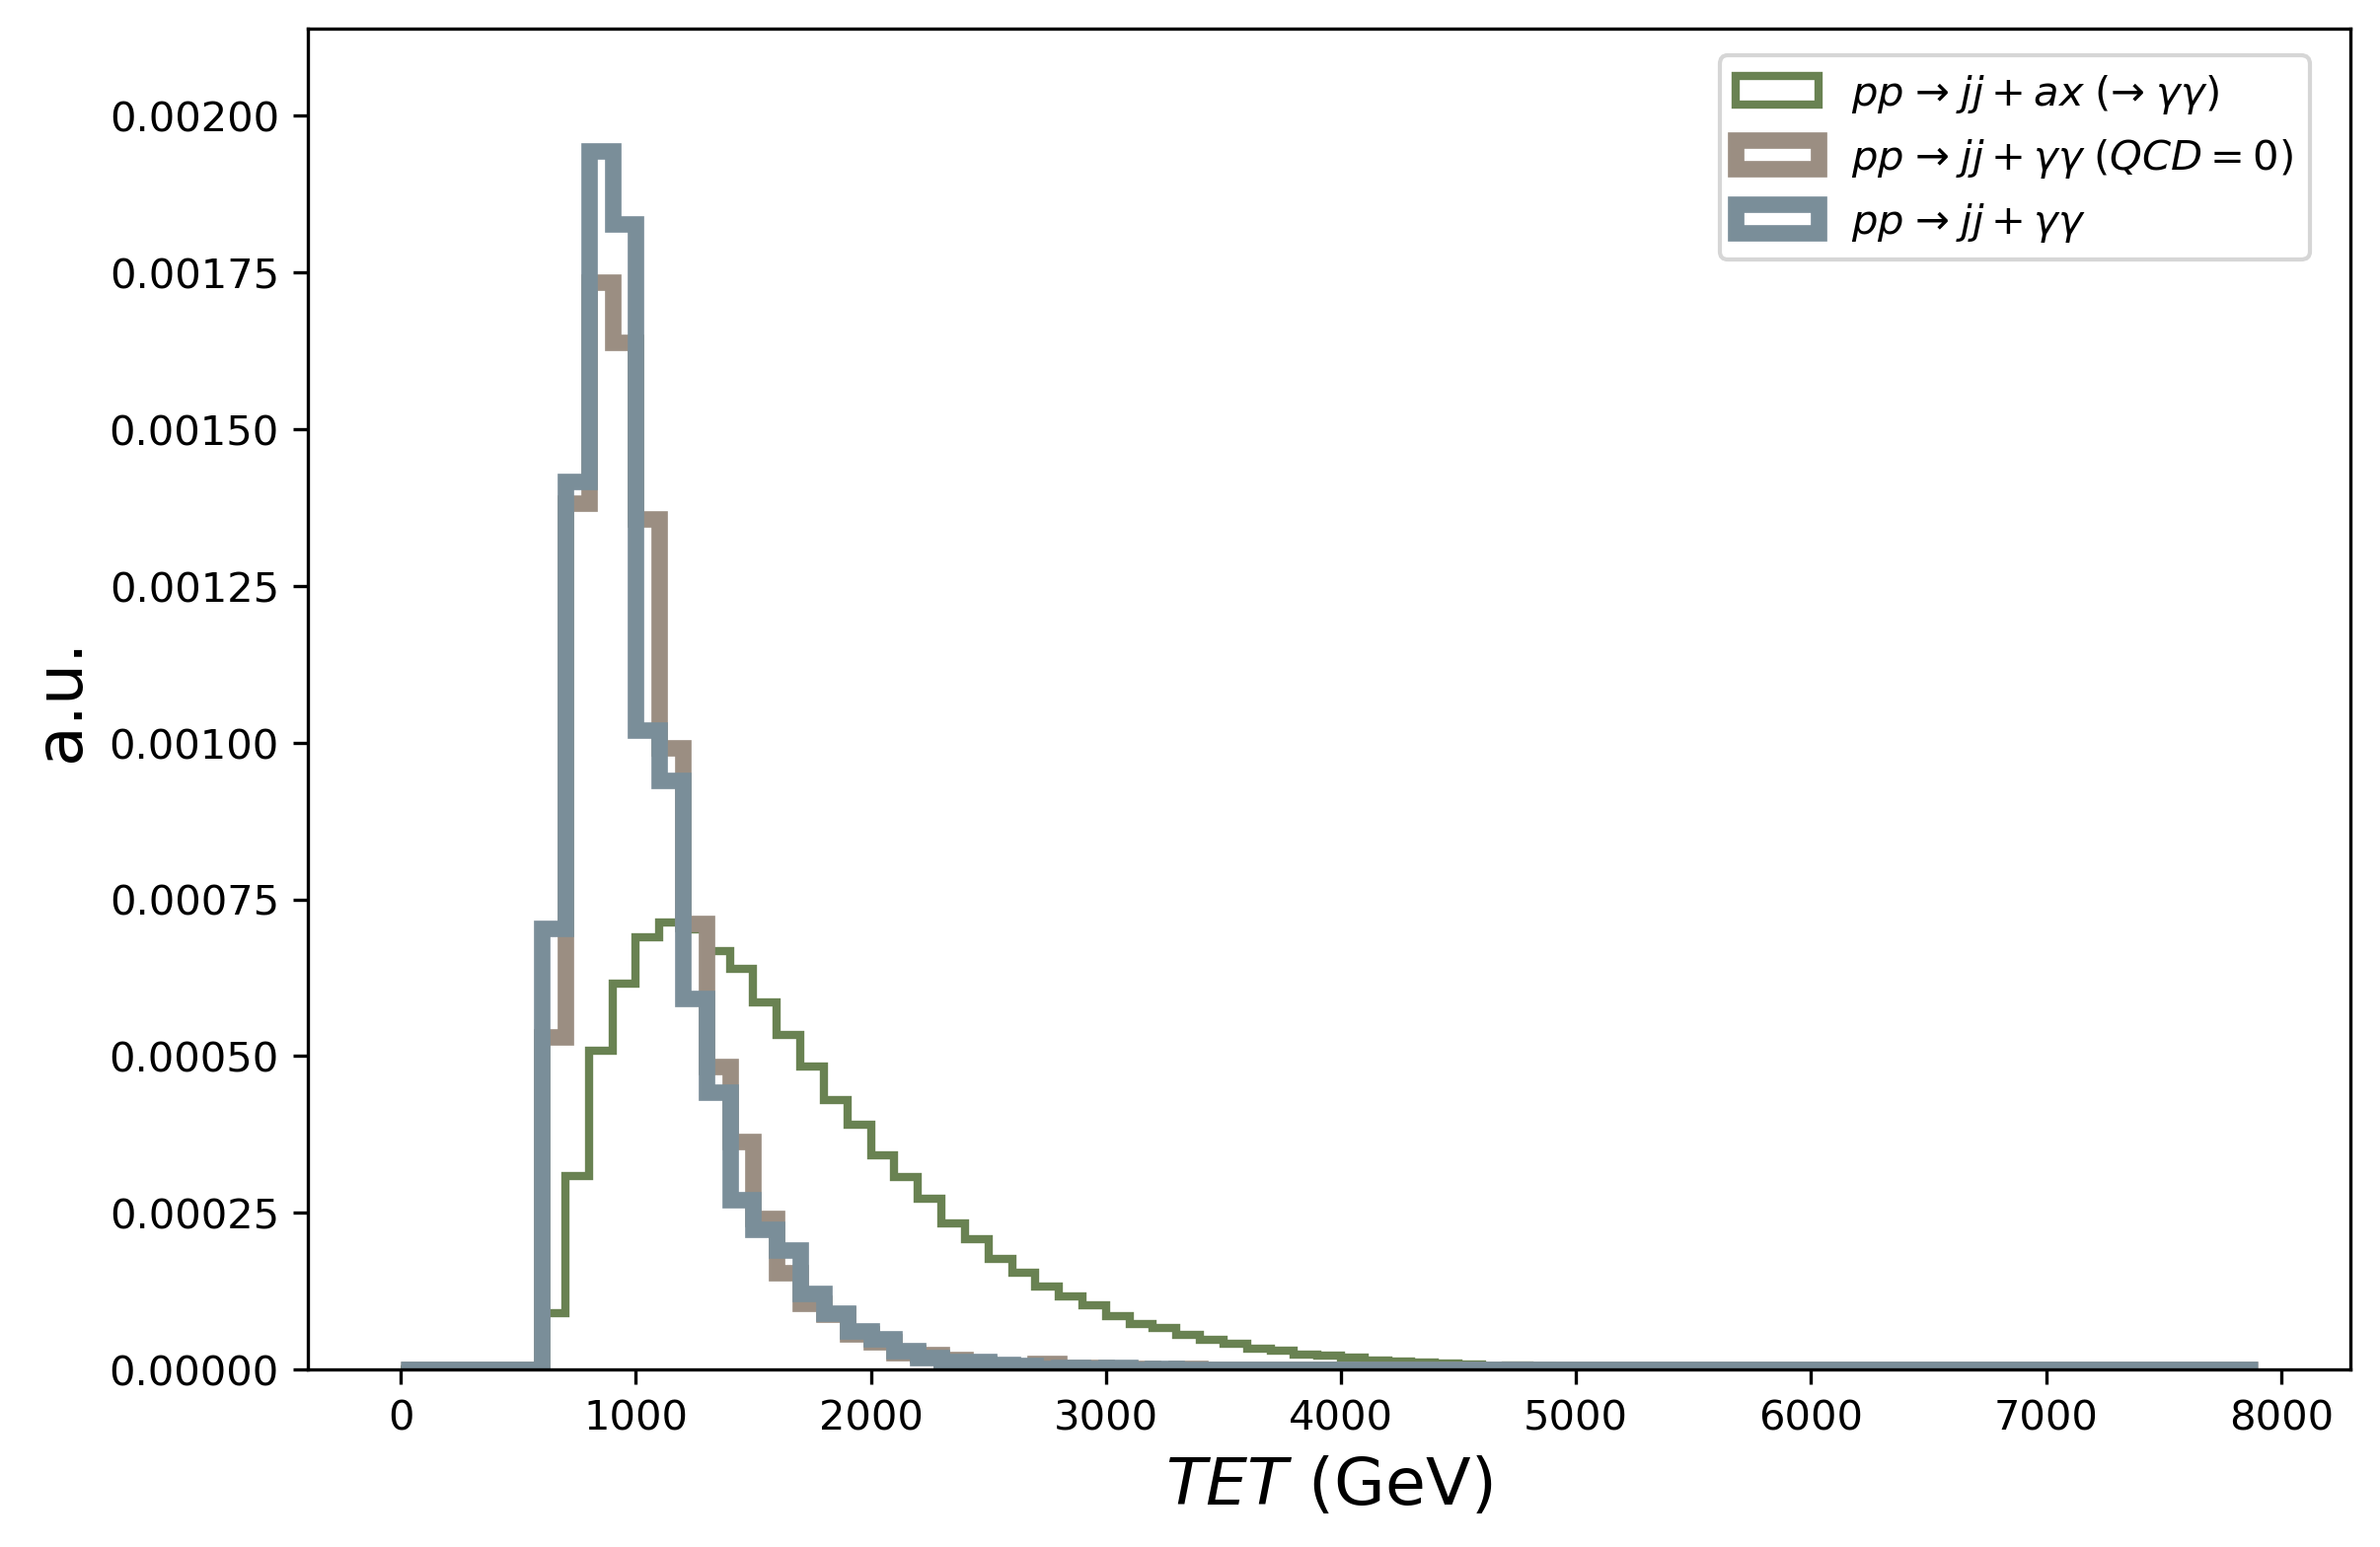 pp → jj + ax (→ γγ)
pp → jj + γγ (QCD = 0)
pp → jj + γγ
0.00200
0.00175
0.00150
0.00125
0.00100
0.00075
0.00050
0.00025
0.00000
a.u.
0 1000 2000 3000 4000 5000 6000 7000 8000
TET (GeV)